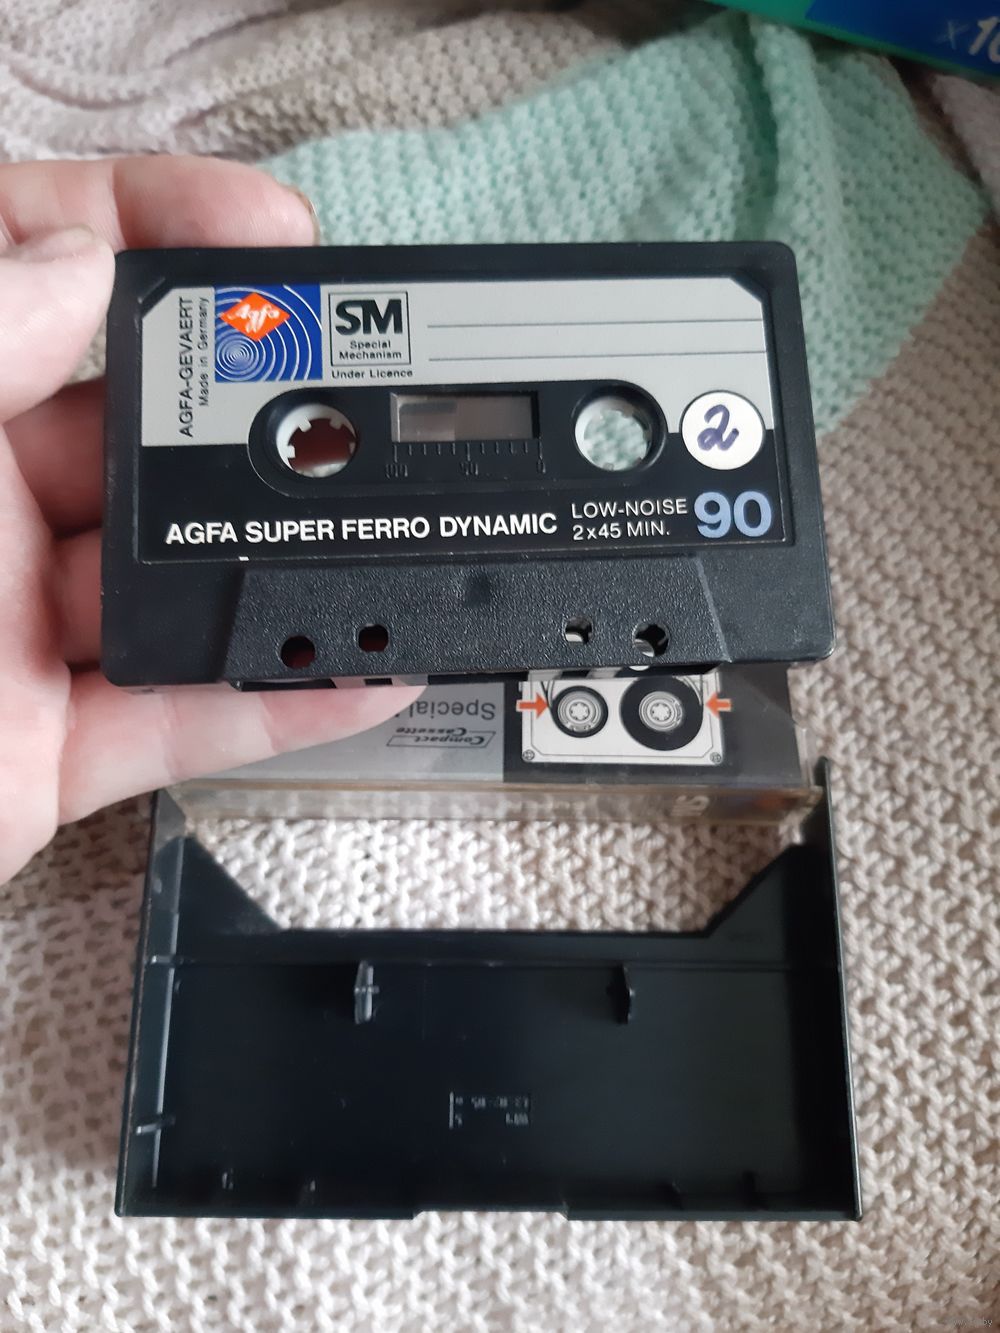 x10
AGFA-GEVAERT
Made in Germany
Agfa
SM
Special
Mechanism
Under Licence
2
100 50 0
AGFA SUPER FERRO DYNAMIC
LOW-NOISE
2x45 MIN.
90
Special
Compact
Cassette